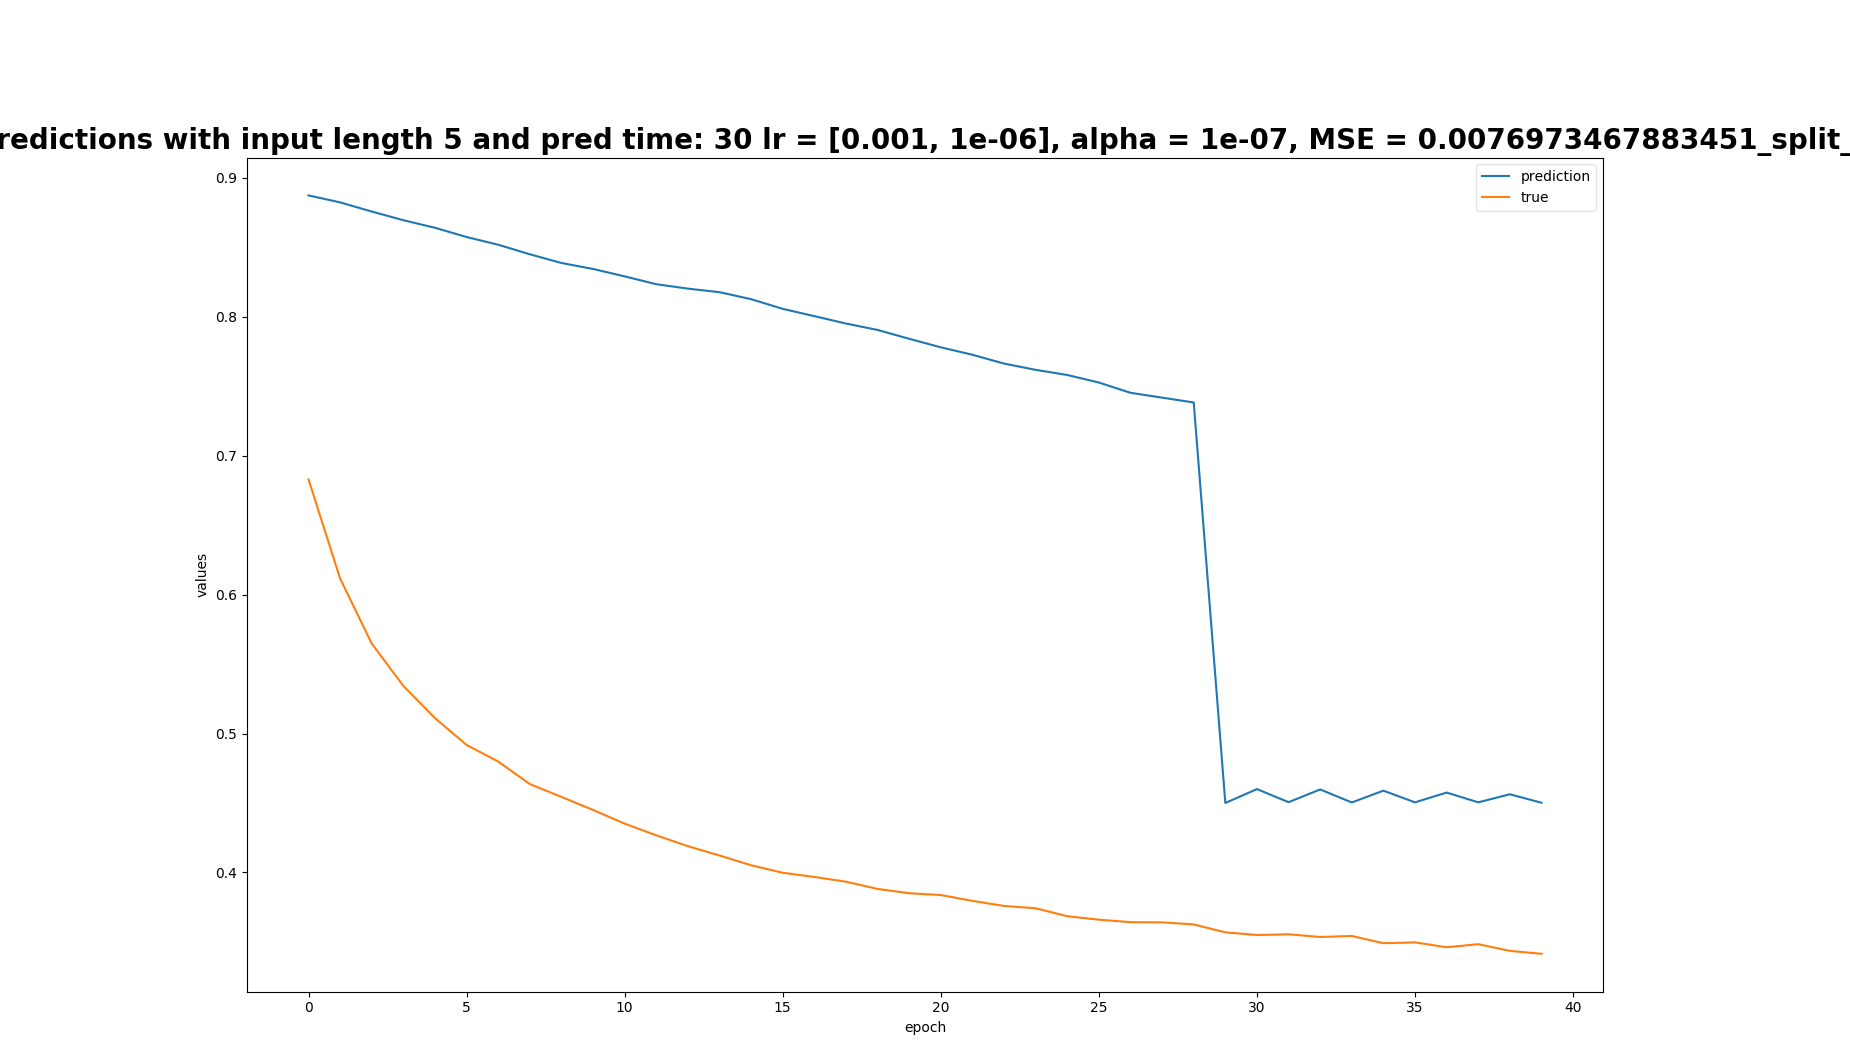 redictions with input length 5 and pred time: 30 lr = [0.001, 1e-06], alpha = 1e-07, MSE = 0.0076973467883451_split_
prediction
true
0.9
0.8
0.7
0.6
0.5
0.4
values
0 5 10 15 20 25 30 35 40
epoch